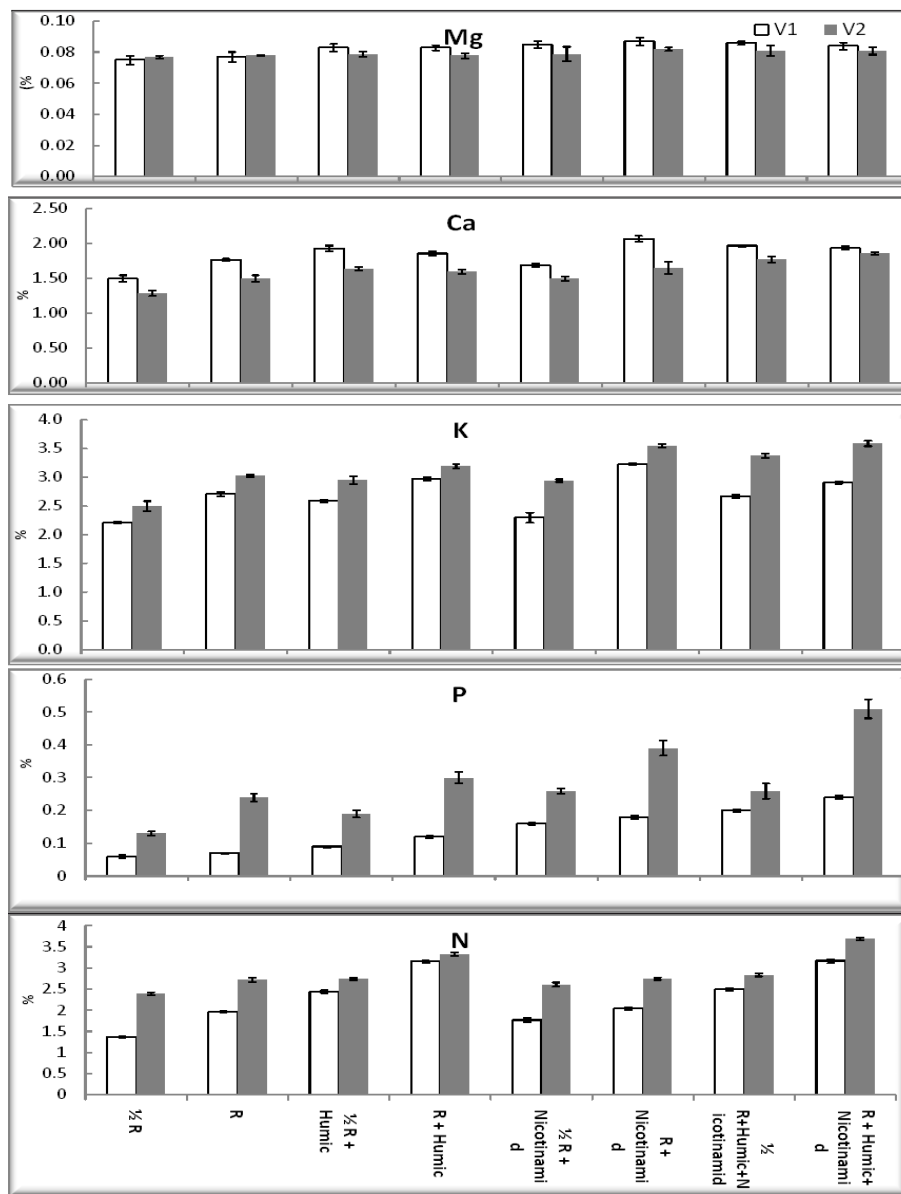 Mg
V1 V2
0.10
0.08
0.06
0.04
0.02
0.00
(%
Ca
2.50
2.00
1.50
1.00
0.50
0.00
%
K
4.0
3.5
3.0
2.5
2.0
1.5
1.0
0.5
0.0
%
P
0.6
0.5
0.4
0.3
0.2
0.1
0
%
N
4
3.5
3
2.5
2
1.5
1
0.5
0
%
½ R
R
½ R +
Humic
R + Humic
½ R +
Nicotinami
d
R +
Nicotinami
d
½
R+Humic+N
icotinamid
R + Humic+
Nicotinami
d